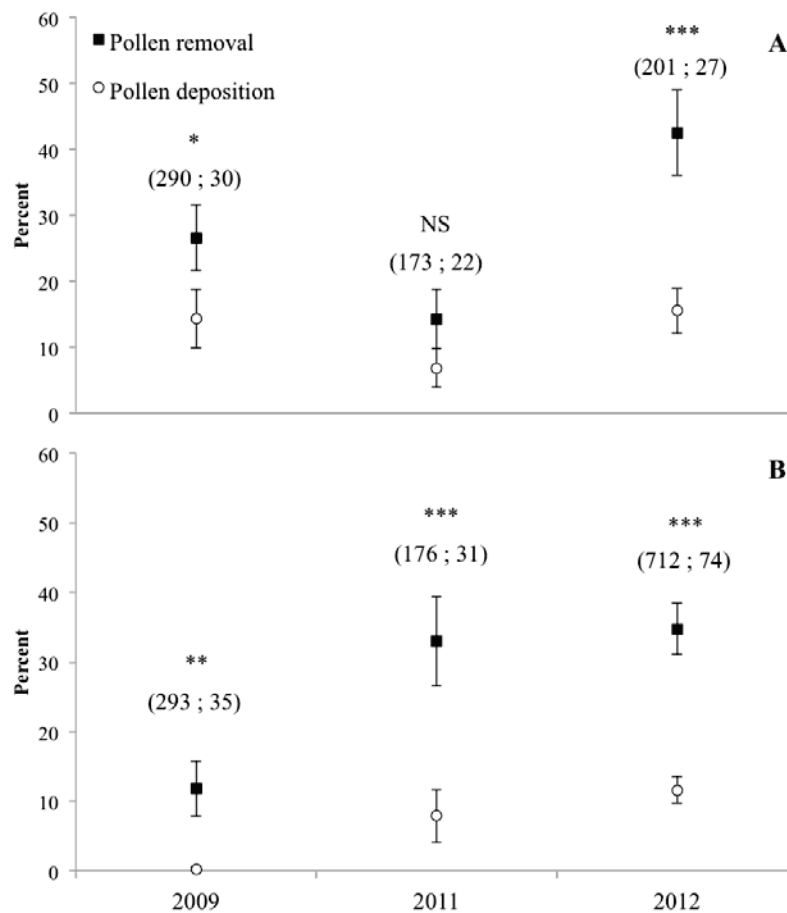 60
50
40
30
20
10
0
Percent
Pollen removal
Pollen deposition
A
*
(290 ; 30)
NS
(173 ; 22)
***
(201 ; 27)
60
50
40
30
20
10
0
Percent
B
**
(293 ; 35)
***
(176 ; 31)
***
(712 ; 74)
2009 2011 2012